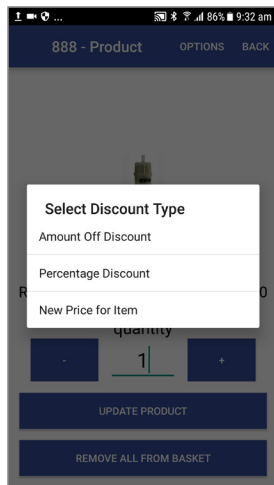 ... 86% 9:32 am
888 - Product OPTIONS BACK
Select Discount Type
Amount Off Discount
Percentage Discount
R 0
New Price for Item
quantity
- 1 +
UPDATE PRODUCT
REMOVE ALL FROM BASKET